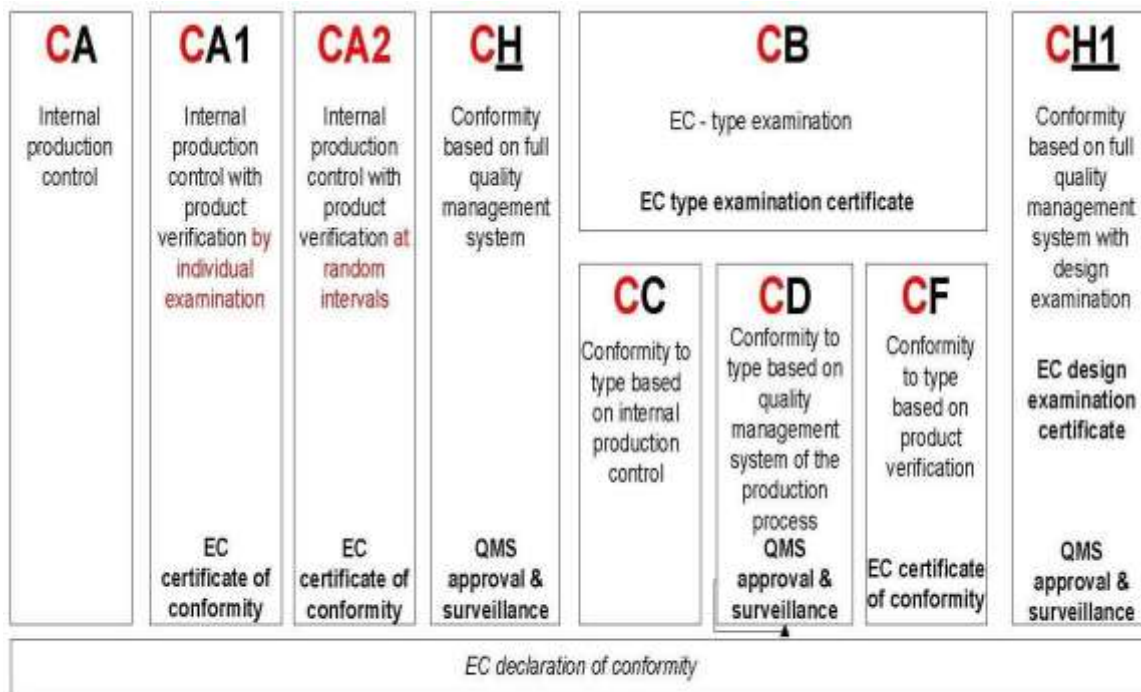 CA
Internal
production
control
CA1
Internal
production
control with
product
verification by
individual
examination
EC
certificate of
conformity
CA2
Internal
production
control with
product
verification at
random
intervals
EC
certificate of
conformity
CH
Conformity
based on full
quality
management
system
QMS
approval &
surveillance
CB
EC - type examination
EC type examination certificate
CC
Conformity to
type based
on internal
production
control
CD
Conformity to
type based on
quality
management
system of the
production
process
QMS
approval &
surveillance
CF
Conformity
to type
based on
product
verification
EC certificate
of conformity
CH1
Conformity
based on full
quality
management
system with
design
examination
EC design
examination
certificate
QMS
approval &
surveillance
EC declaration of conformity